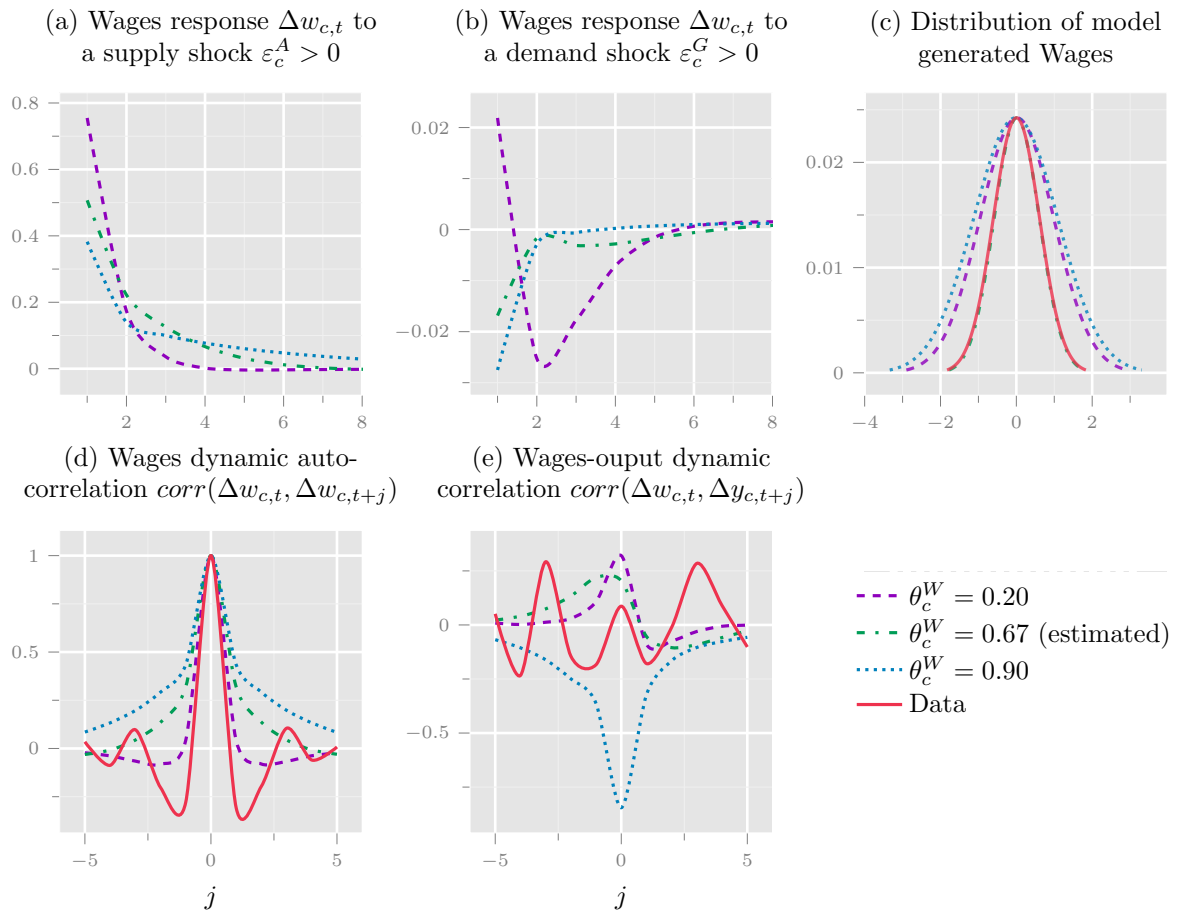 (a) Wages response Δw_{c,t} to
a supply shock ε_c^A > 0
(b) Wages response Δw_{c,t} to
a demand shock ε_c^G > 0
(c) Distribution of model
generated Wages
0.8
0.6
0.4
0.2
0
2 4 6 8
0.02
0
−0.02
2 4 6 8
0.02
0.01
0
−4 −2 0 2
(d) Wages dynamic auto-
correlation corr(Δw_{c,t}, Δw_{c,t+j})
(e) Wages-ouput dynamic
correlation corr(Δw_{c,t}, Δy_{c,t+j})
1
0.5
0
−5 0 5
j
0
−0.5
−5 0 5
j
θ_c^W = 0.20
θ_c^W = 0.67 (estimated)
θ_c^W = 0.90
Data